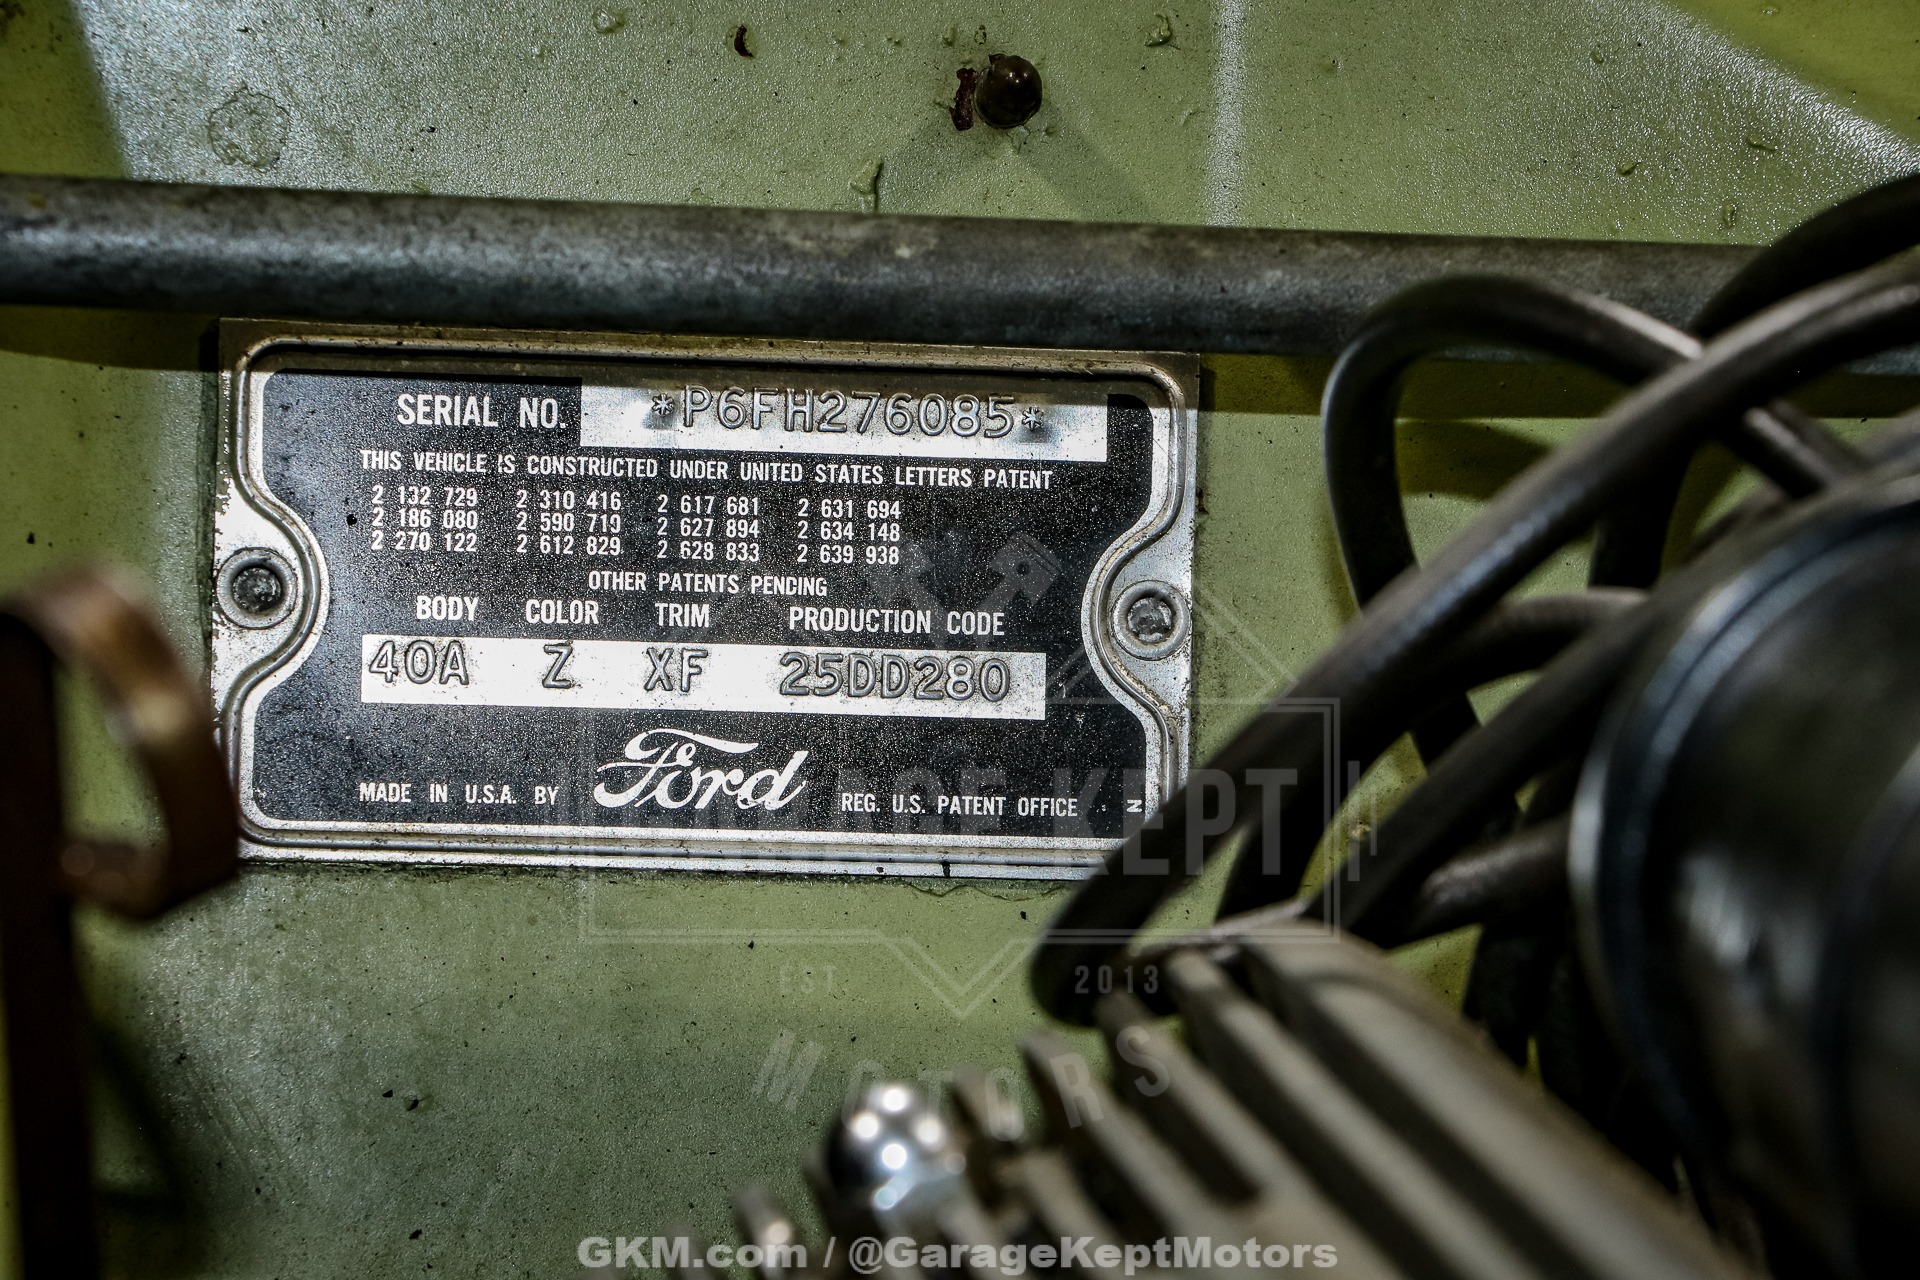 SERIAL NO. *P6FH276085*
THIS VEHICLE IS CONSTRUCTED UNDER UNITED STATES LETTERS PATENT
2 132 729 2 310 416 2 617 681 2 631 694
2 186 080 2 590 719 2 627 894 2 634 148
2 270 122 2 612 829 2 628 833 2 639 938
OTHER PATENTS PENDING
BODY COLOR TRIM PRODUCTION CODE
40A Z XF 25DD280
MADE IN U.S.A. BY Ford REG. U.S. PATENT OFFICE N
GARAGE KEPT
EST 2013
MOTORS
GKM.com / @GarageKeptMotors